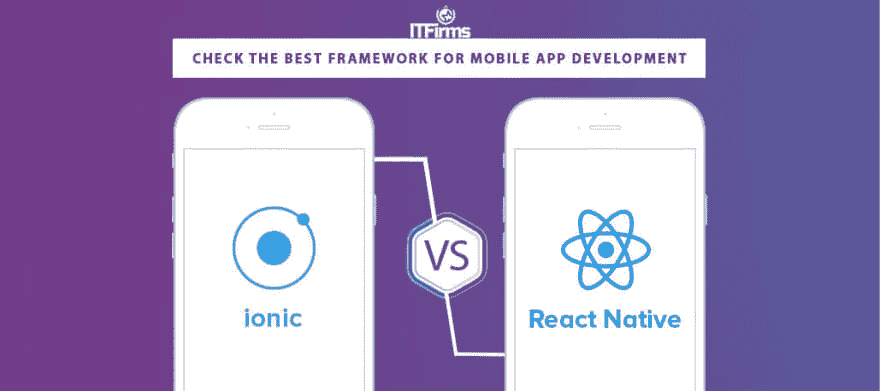 ITFirms
CHECK THE BEST FRAMEWORK FOR MOBILE APP DEVELOPMENT
ionic
VS
React Native